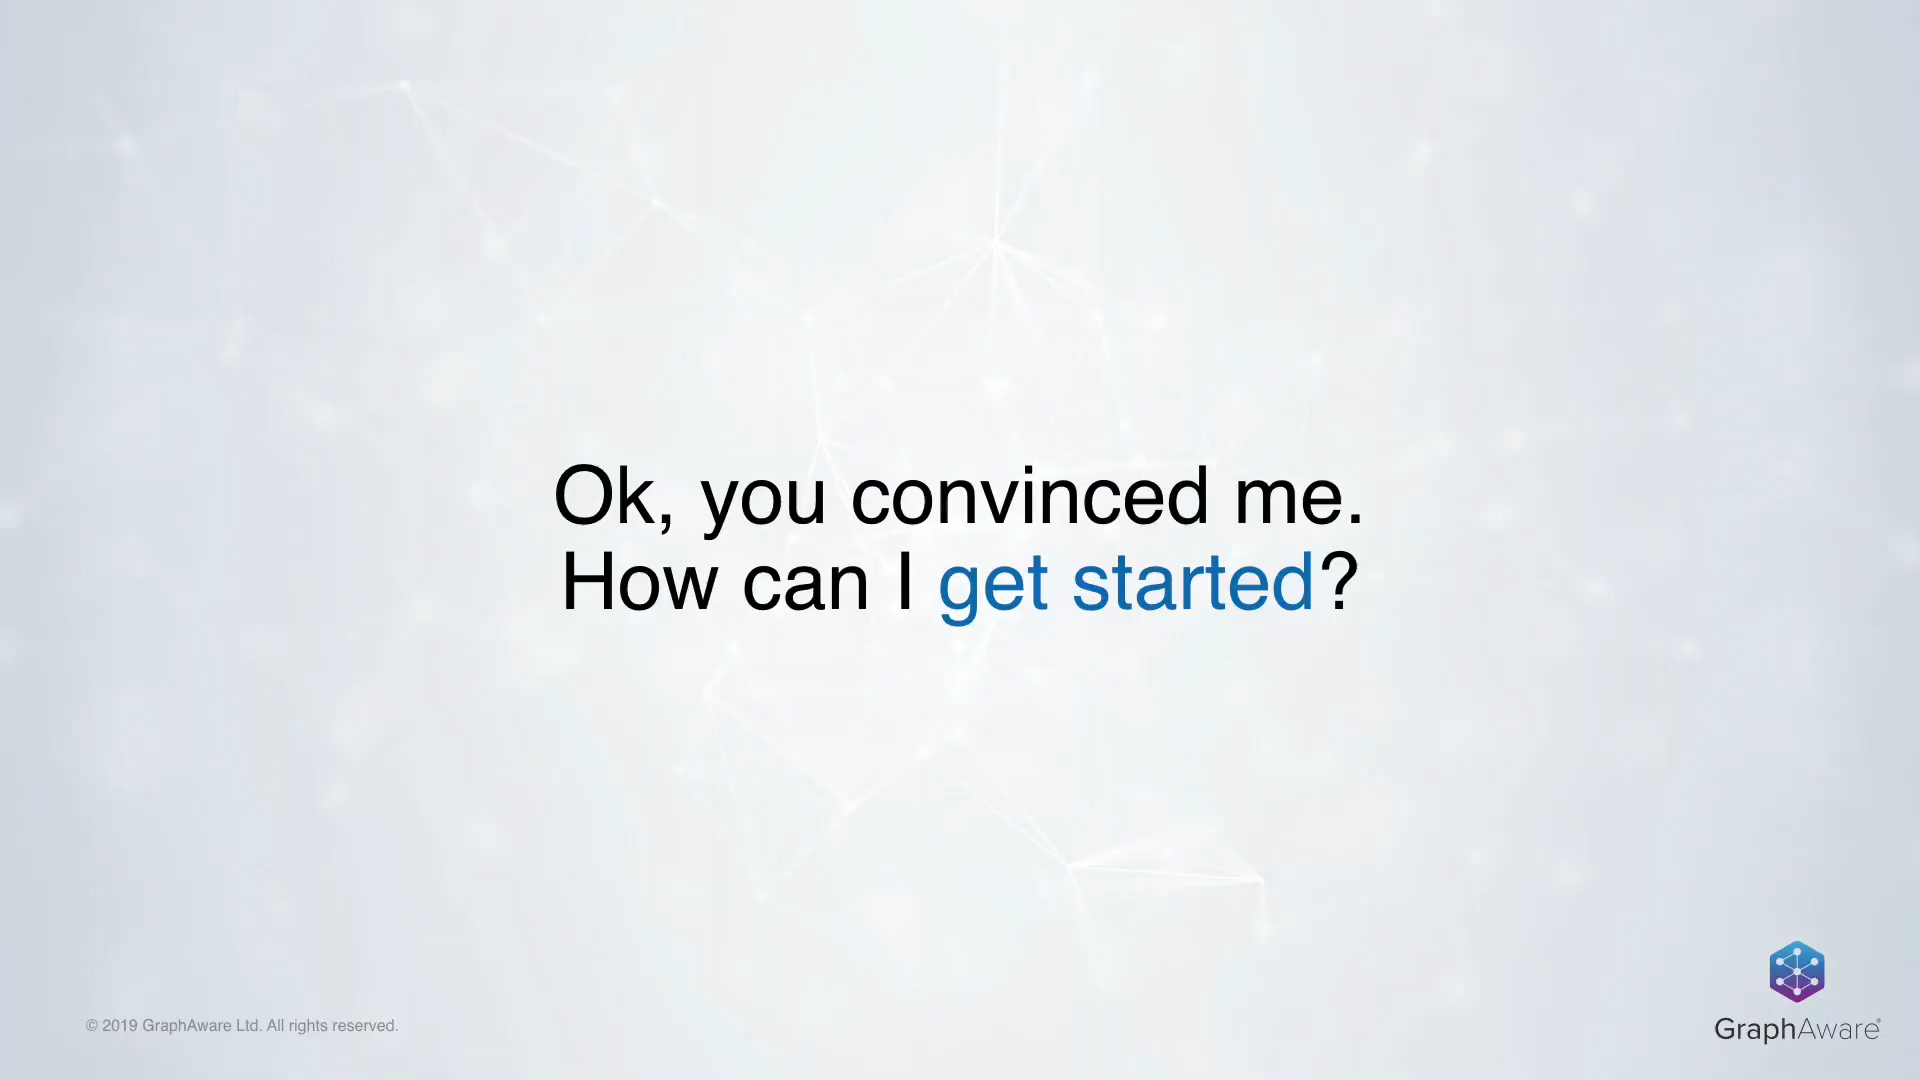 Ok, you convinced me.
How can I get started?
© 2019 GraphAware Ltd. All rights reserved.
GraphAware®